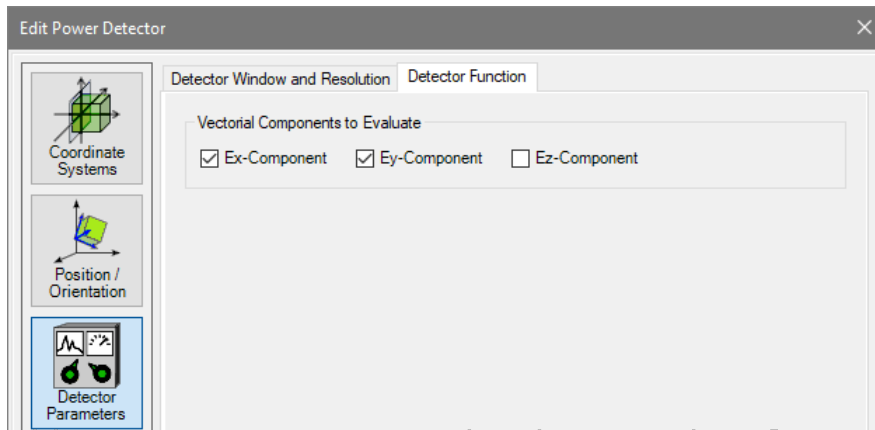 Edit Power Detector
Coordinate
Systems
Position /
Orientation
Detector
Parameters
Detector Window and Resolution
Detector Function
Vectorial Components to Evaluate
Ex-Component
Ey-Component
Ez-Component